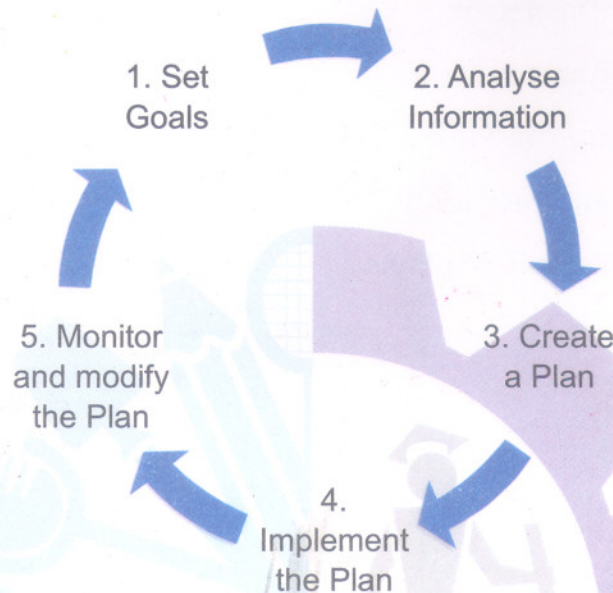 1. Set
Goals
2. Analyse
Information
3. Create
a Plan
4.
Implement
the Plan
5. Monitor
and modify
the Plan